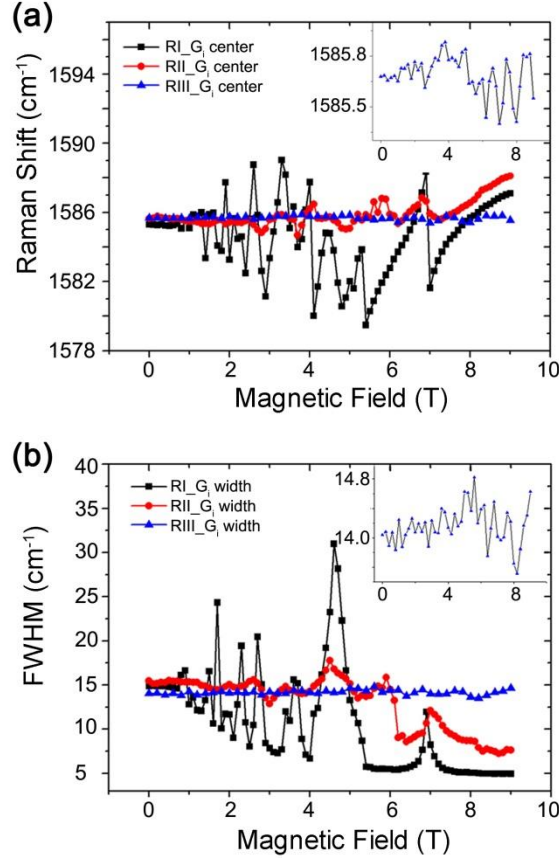 (a)
RI_Gᵢ center
RII_Gᵢ center
RIII_Gᵢ center
1594
1590
1586
1582
1578
Raman Shift (cm⁻¹)
1585.8
1585.5
0 4 8
0 2 4 6 8 10
Magnetic Field (T)
(b)
RI_Gᵢ width
RII_Gᵢ width
RIII_Gᵢ width
40
35
30
25
20
15
10
5
FWHM (cm⁻¹)
14.8
14.0
0 2 4 6 8
0 2 4 6 8 10
Magnetic Field (T)